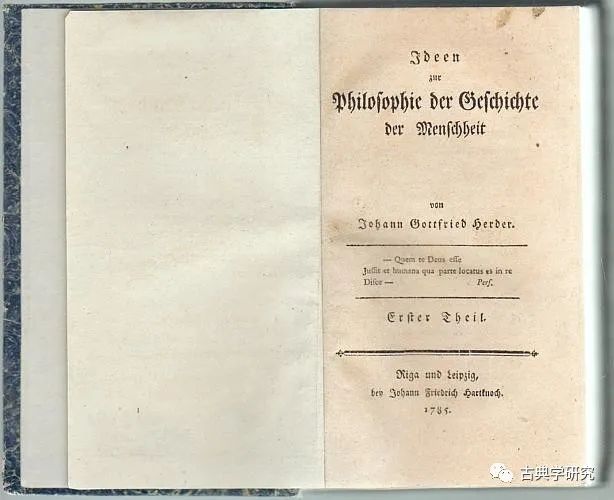 Ideen
zur
Philosophie der Geschichte
der Menschheit
von
Johann Gottfried Herder.
— Quem te Deus eſſe
Juſſit et humana qua parte locatus es in re
Diſce — Perſ.
Erſter Theil.
Riga und Leipzig,
bey Johann Friedrich Hartknoch.
1785.
古典学研究